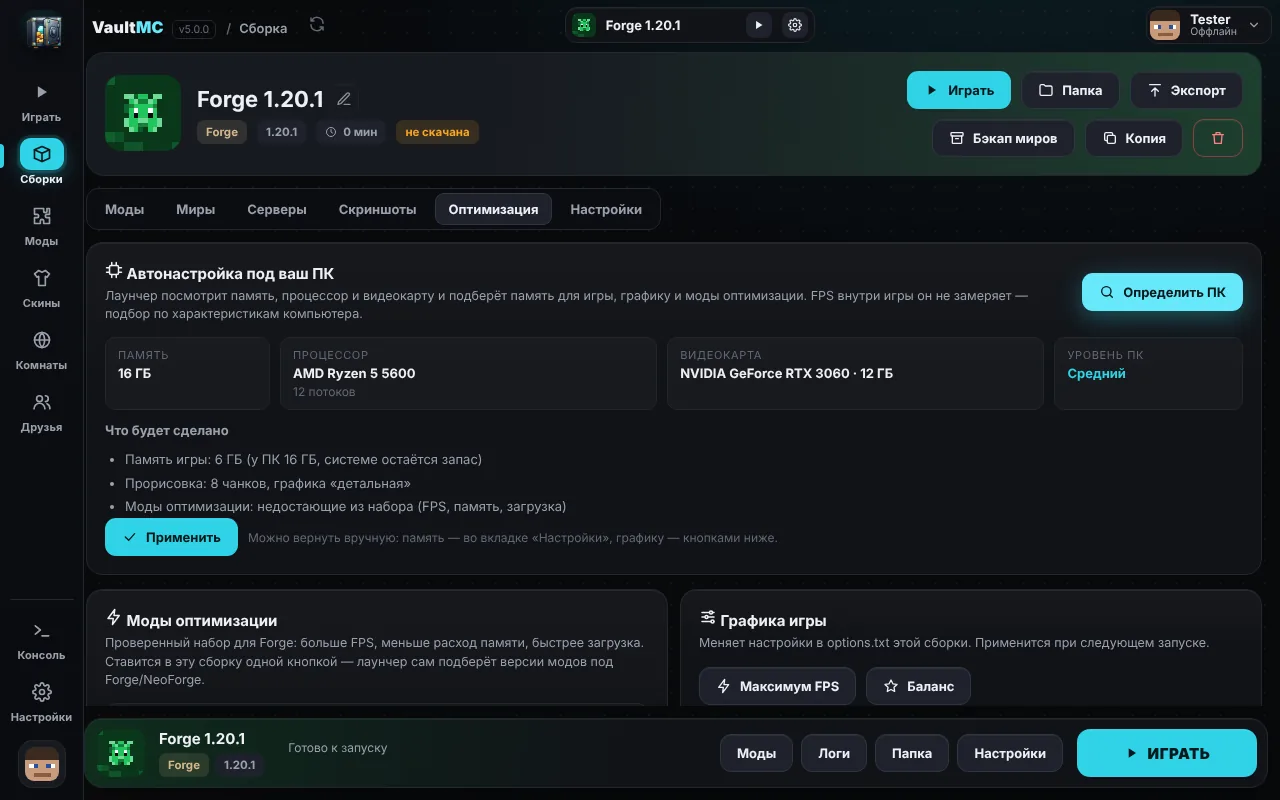 VaultMC v5.0.0 / Сборка
Forge 1.20.1
Tester
Оффлайн
Играть
Сборки
Моды
Скины
Комнаты
Друзья
Консоль
Настройки
Forge 1.20.1
Forge 1.20.1 0 мин не скачана
Играть Папка Экспорт
Бэкап миров Копия
Моды Миры Серверы Скриншоты Оптимизация Настройки
Автонастройка под ваш ПК
Лаунчер посмотрит память, процессор и видеокарту и подберёт память для игры, графику и моды оптимизации. FPS внутри игры он не замеряет —
подбор по характеристикам компьютера.
Определить ПК
ПАМЯТЬ
16 ГБ
ПРОЦЕССОР
AMD Ryzen 5 5600
12 потоков
ВИДЕОКАРТА
NVIDIA GeForce RTX 3060 · 12 ГБ
УРОВЕНЬ ПК
Средний
Что будет сделано
• Память игры: 6 ГБ (у ПК 16 ГБ, системе остаётся запас)
• Прорисовка: 8 чанков, графика «детальная»
• Моды оптимизации: недостающие из набора (FPS, память, загрузка)
Применить Можно вернуть вручную: память — во вкладке «Настройки», графику — кнопками ниже.
Моды оптимизации
Проверенный набор для Forge: больше FPS, меньше расход памяти, быстрее загрузка.
Ставится в эту сборку одной кнопкой — лаунчер сам подберёт версии модов под
Forge/NeoForge.
Графика игры
Меняет настройки в options.txt этой сборки. Применится при следующем запуске.
Максимум FPS Баланс
Forge 1.20.1
Forge 1.20.1
Готово к запуску
Моды Логи Папка Настройки ИГРАТЬ